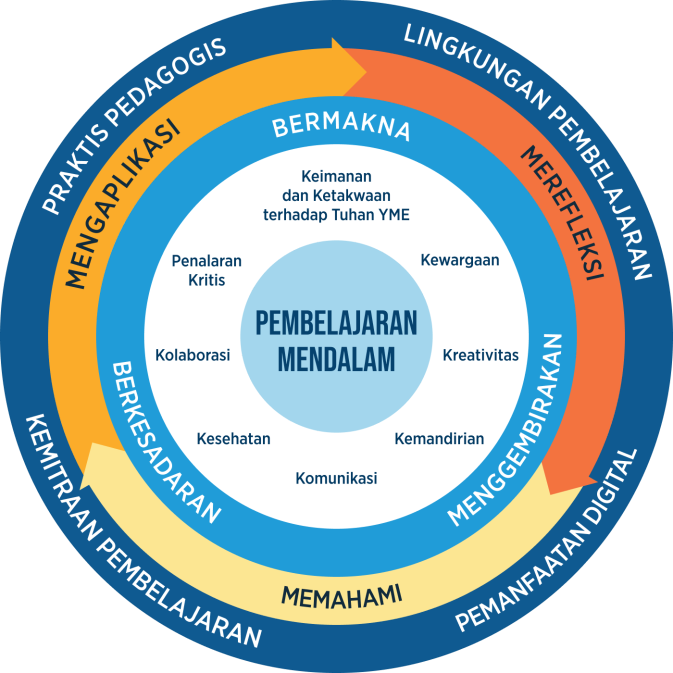 PRAKTIS PEDAGOGIS
LINGKUNGAN PEMBELAJARAN
MENGAPLIKASI
MEREFLEKSI
BERMAKNA
Keimanan
dan Ketakwaan
terhadap Tuhan YME
Penalaran
Kritis
Kewargaan
PEMBELAJARAN
MENDALAM
Kolaborasi
Kreativitas
Kesehatan
Kemandirian
Komunikasi
BERKESADARAN
MENGGEMBIRAKAN
MEMAHAMI
KEMITRAAN PEMBELAJARAN
PEMANFAATAN DIGITAL